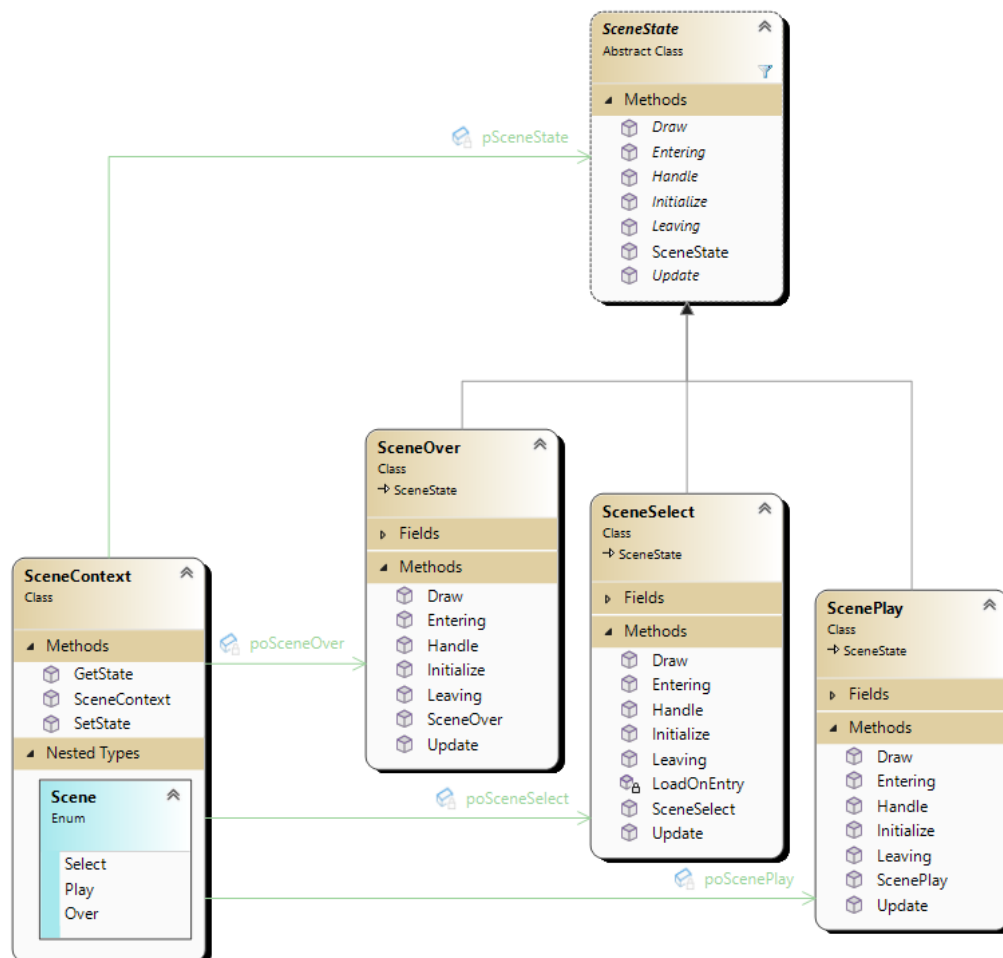 SceneState
Abstract Class
Methods
Draw
Entering
Handle
Initialize
Leaving
SceneState
Update
pSceneState
SceneOver
Class
SceneState
Fields
Methods
Draw
Entering
Handle
Initialize
Leaving
SceneOver
Update
SceneSelect
Class
SceneState
Fields
Methods
Draw
Entering
Handle
Initialize
Leaving
LoadOnEntry
SceneSelect
Update
ScenePlay
Class
SceneState
Fields
Methods
Draw
Entering
Handle
Initialize
Leaving
ScenePlay
Update
SceneContext
Class
Methods
GetState
SceneContext
SetState
Nested Types
Scene
Enum
Select
Play
Over
poSceneOver
poSceneSelect
poScenePlay